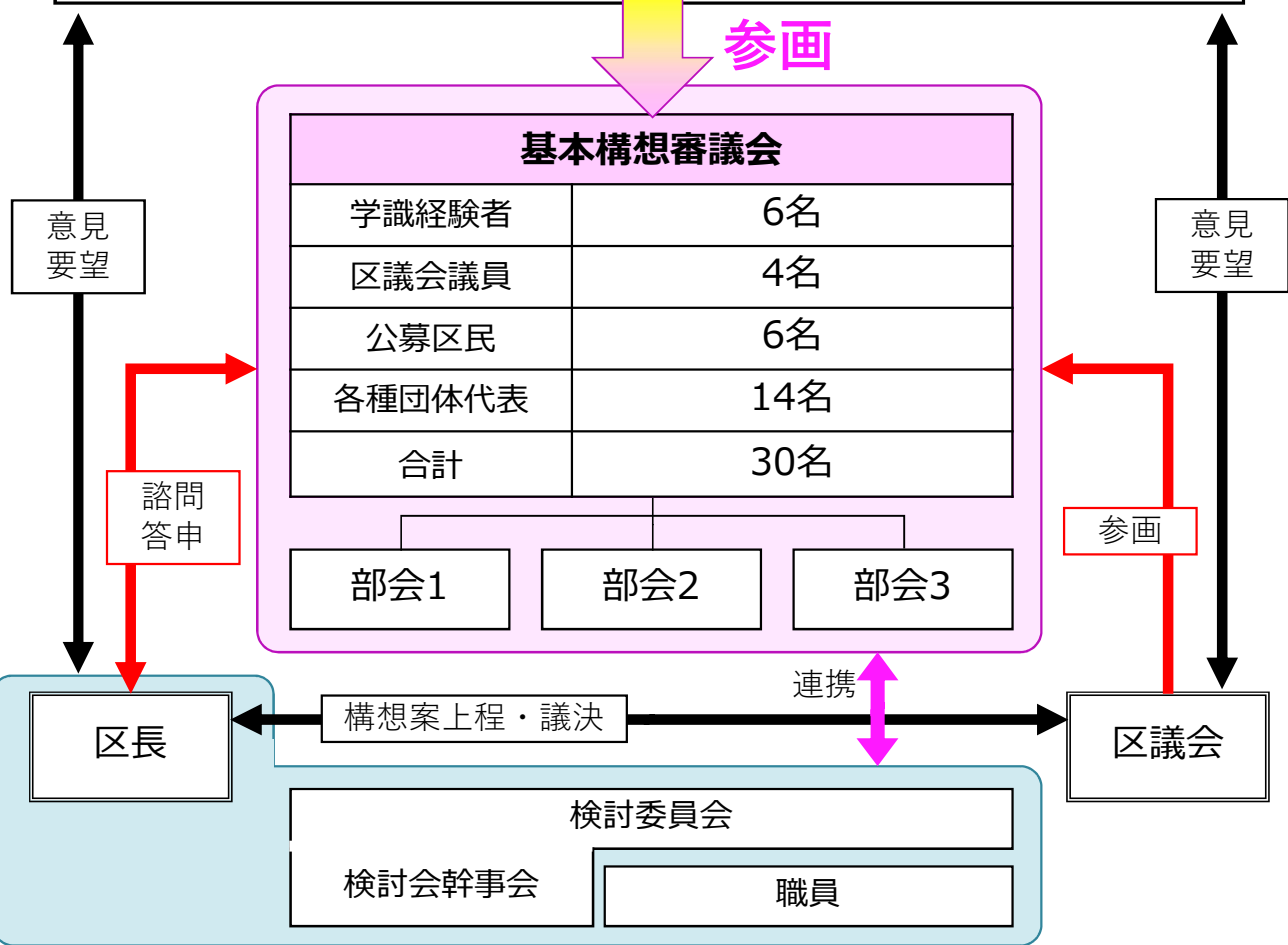 参画
基本構想審議会
学識経験者 6名
区議会議員 4名
公募区民 6名
各種団体代表 14名
合計 30名
意見
要望
意見
要望
諮問
答申
参画
部会1 部会2 部会3
連携
区長
構想案上程・議決
区議会
検討委員会
検討会幹事会
職員